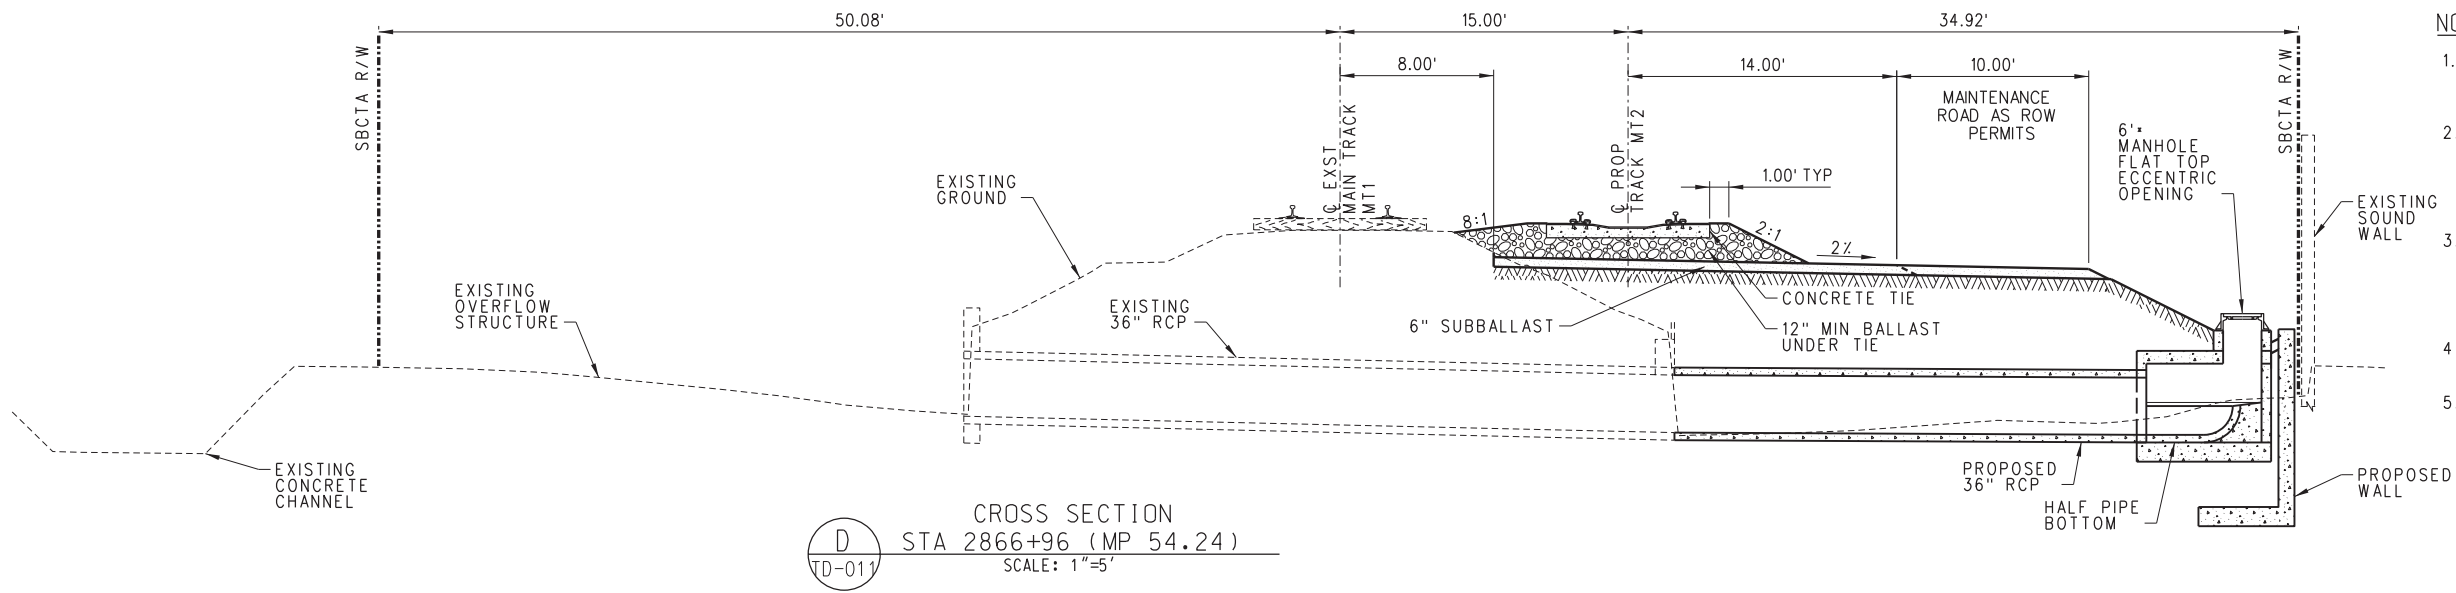 50.08'
15.00'
34.92'
8.00'
14.00'
10.00'
SBCTA R/W
SBCTA R/W
MAINTENANCE
ROAD AS ROW
PERMITS
6'x
MANHOLE
FLAT TOP
ECCENTRIC
OPENING
℄ EXST
MAIN TRACK
MT1
℄ PROP
TRACK MT2
1.00' TYP
EXISTING
GROUND
EXISTING
SOUND
WALL
8:1
2:1
2%
EXISTING
OVERFLOW
STRUCTURE
EXISTING
36" RCP
6" SUBBALLAST
CONCRETE TIE
12" MIN BALLAST
UNDER TIE
EXISTING
CONCRETE
CHANNEL
PROPOSED
36" RCP
HALF PIPE
BOTTOM
PROPOSED
WALL
D
TD-011
CROSS SECTION
STA 2866+96 (MP 54.24)
SCALE: 1"=5'
1.
2
3
4
5